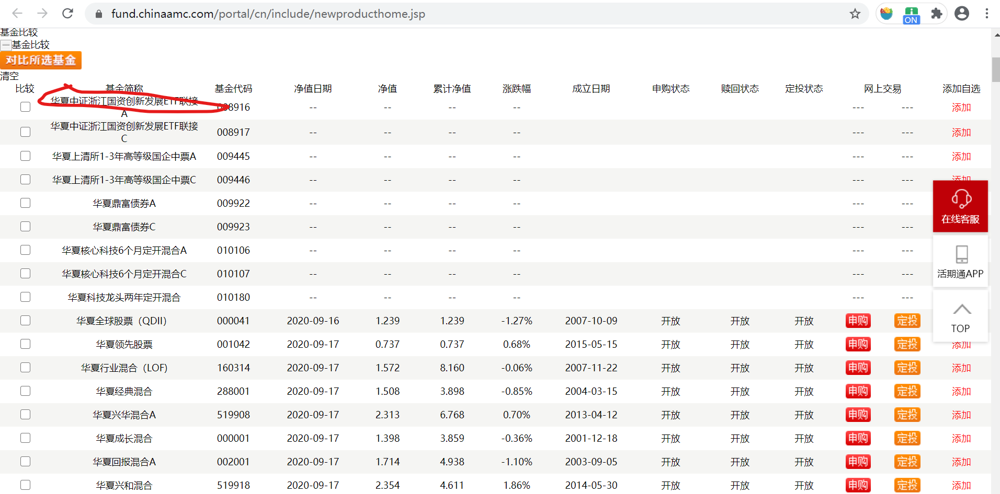 fund.chinaamc.com/portal/cn/include/newproducthome.jsp
ON
基金比较
基金比较
对比所选基金
清空
比较 基金简称 基金代码 净值日期 净值 累计净值 涨跌幅 成立日期 申购状态 赎回状态 定投状态 网上交易 添加自选
华夏中证浙江国资创新发展ETF联接
A 008916 -- -- -- -- --- --- 添加
华夏中证浙江国资创新发展ETF联接
C 008917 -- -- -- -- --- --- 添加
华夏上清所1-3年高等级国企中票A 009445 -- -- -- -- --- --- 添加
华夏上清所1-3年高等级国企中票C 009446 -- -- -- -- --- --- 添加
华夏鼎富债券A 009922 -- -- -- -- --- ---
华夏鼎富债券C 009923 -- -- -- -- --- ---
华夏核心科技6个月定开混合A 010106 -- -- -- -- --- ---
华夏核心科技6个月定开混合C 010107 -- -- -- -- --- ---
华夏科技龙头两年定开混合 010180 -- -- -- -- --- ---
华夏全球股票（QDII） 000041 2020-09-16 1.239 1.239 -1.27% 2007-10-09 开放 开放 开放 申购 定投
华夏领先股票 001042 2020-09-17 0.737 0.737 0.68% 2015-05-15 开放 开放 开放 申购 定投 添加
华夏行业混合（LOF） 160314 2020-09-17 1.572 8.160 -0.06% 2007-11-22 开放 开放 开放 申购 定投 添加
华夏经典混合 288001 2020-09-17 1.508 3.898 -0.85% 2004-03-15 开放 开放 开放 申购 定投 添加
华夏兴华混合A 519908 2020-09-17 2.313 6.768 0.70% 2013-04-12 开放 开放 开放 申购 定投 添加
华夏成长混合 000001 2020-09-17 1.398 3.859 -0.36% 2001-12-18 开放 开放 开放 申购 定投 添加
华夏回报混合A 002001 2020-09-17 1.714 4.938 -1.10% 2003-09-05 开放 开放 开放 申购 定投 添加
华夏兴和混合 519918 2020-09-17 2.354 4.611 1.86% 2014-05-30 开放 开放 开放 申购 定投 添加
在线客服
活期通APP
TOP